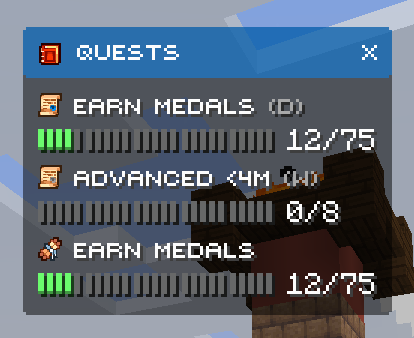 QUESTS X
EARN MEDALS (D)
12/75
ADVANCED <4M (W)
0/8
EARN MEDALS
12/75